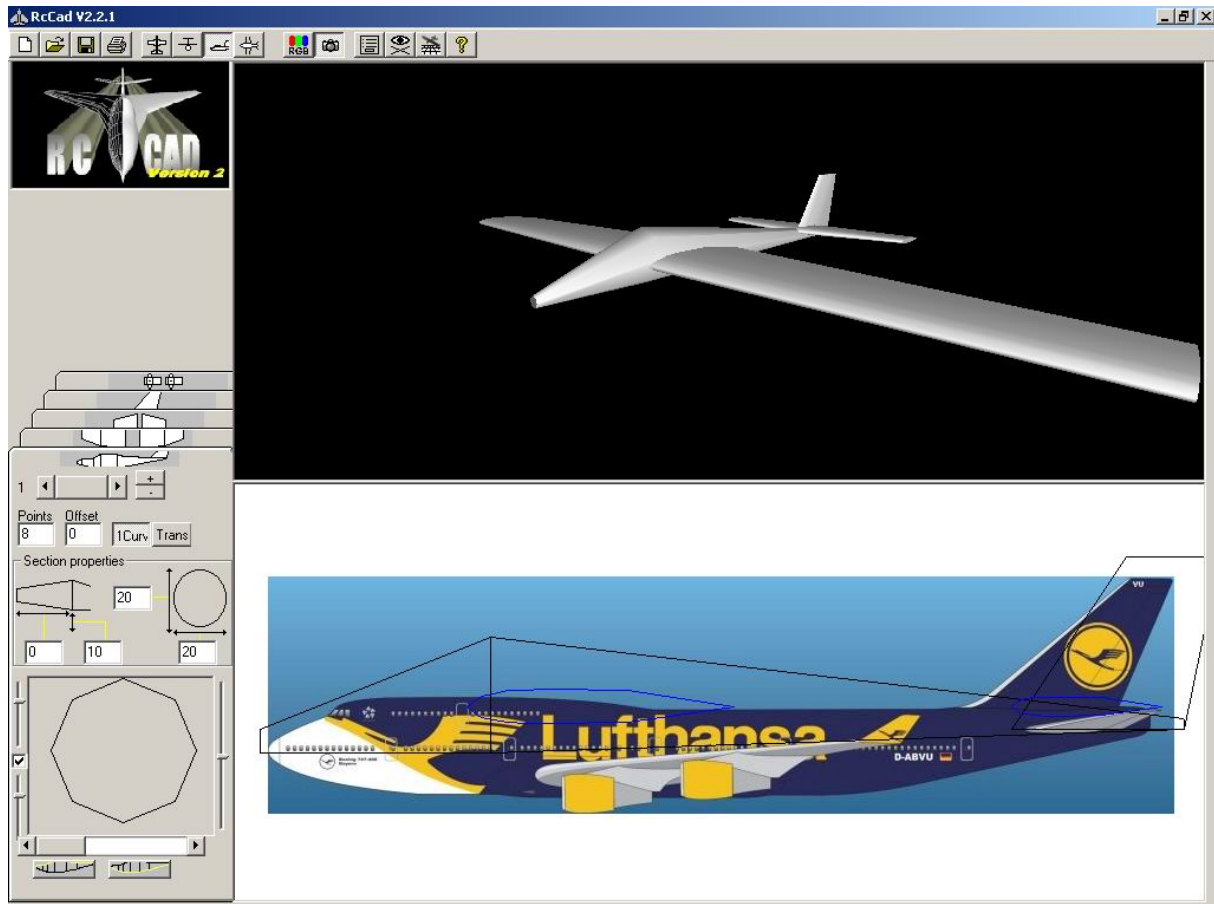 RcCad V2.2.1
RGB
RC CAD
Version 2
1
+
-
Points Offset
8 0 1Curv Trans
Section properties
20
0 10 20
VU
Lufthansa
D-ABVU